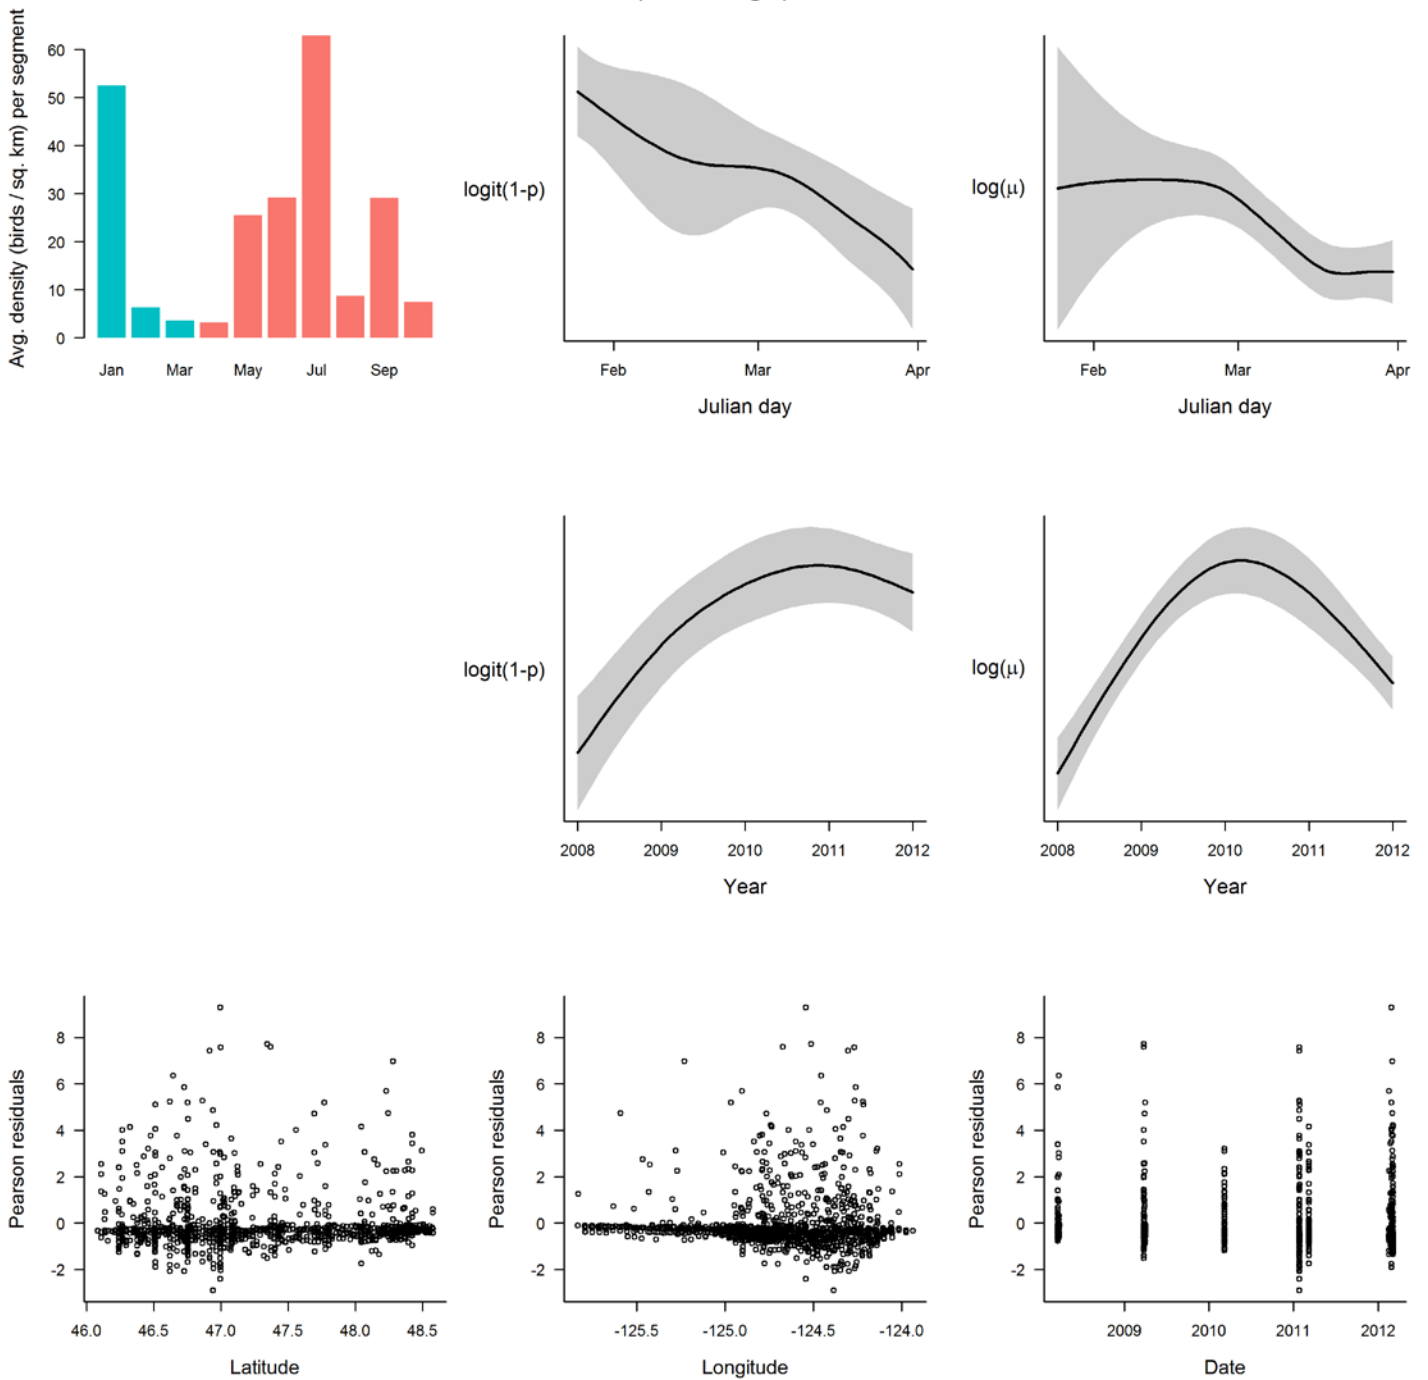 Avg. density (birds / sq. km) per segment
60
50
40
30
20
10
0
Jan Mar May Jul Sep
logit(1-p)
Feb Mar Apr
Julian day
log(μ)
Feb Mar Apr
Julian day
logit(1-p)
2008 2009 2010 2011 2012
Year
log(μ)
2008 2009 2010 2011 2012
Year
Pearson residuals
8
6
4
2
0
-2
46.0 46.5 47.0 47.5 48.0 48.5
Latitude
Pearson residuals
8
6
4
2
0
-2
-125.5 -125.0 -124.5 -124.0
Longitude
Pearson residuals
8
6
4
2
0
-2
2009 2010 2011 2012
Date